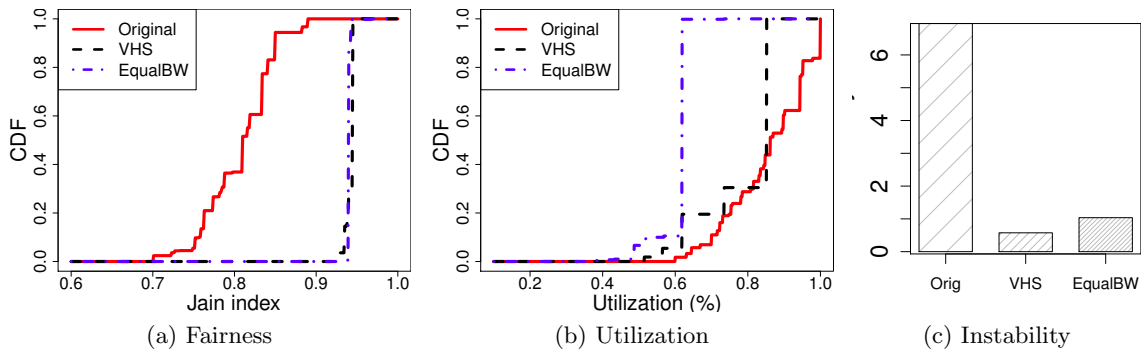 Original
VHS
EqualBW
CDF
0.0
0.2
0.4
0.6
0.8
1.0
0.6
0.7
0.8
0.9
1.0
Jain index
(a) Fairness
Original
VHS
EqualBW
CDF
0.0
0.2
0.4
0.6
0.8
1.0
0.2
0.4
0.6
0.8
1.0
Utilization (%)
(b) Utilization
0
2
4
6
Orig
VHS
EqualBW
(c) Instability